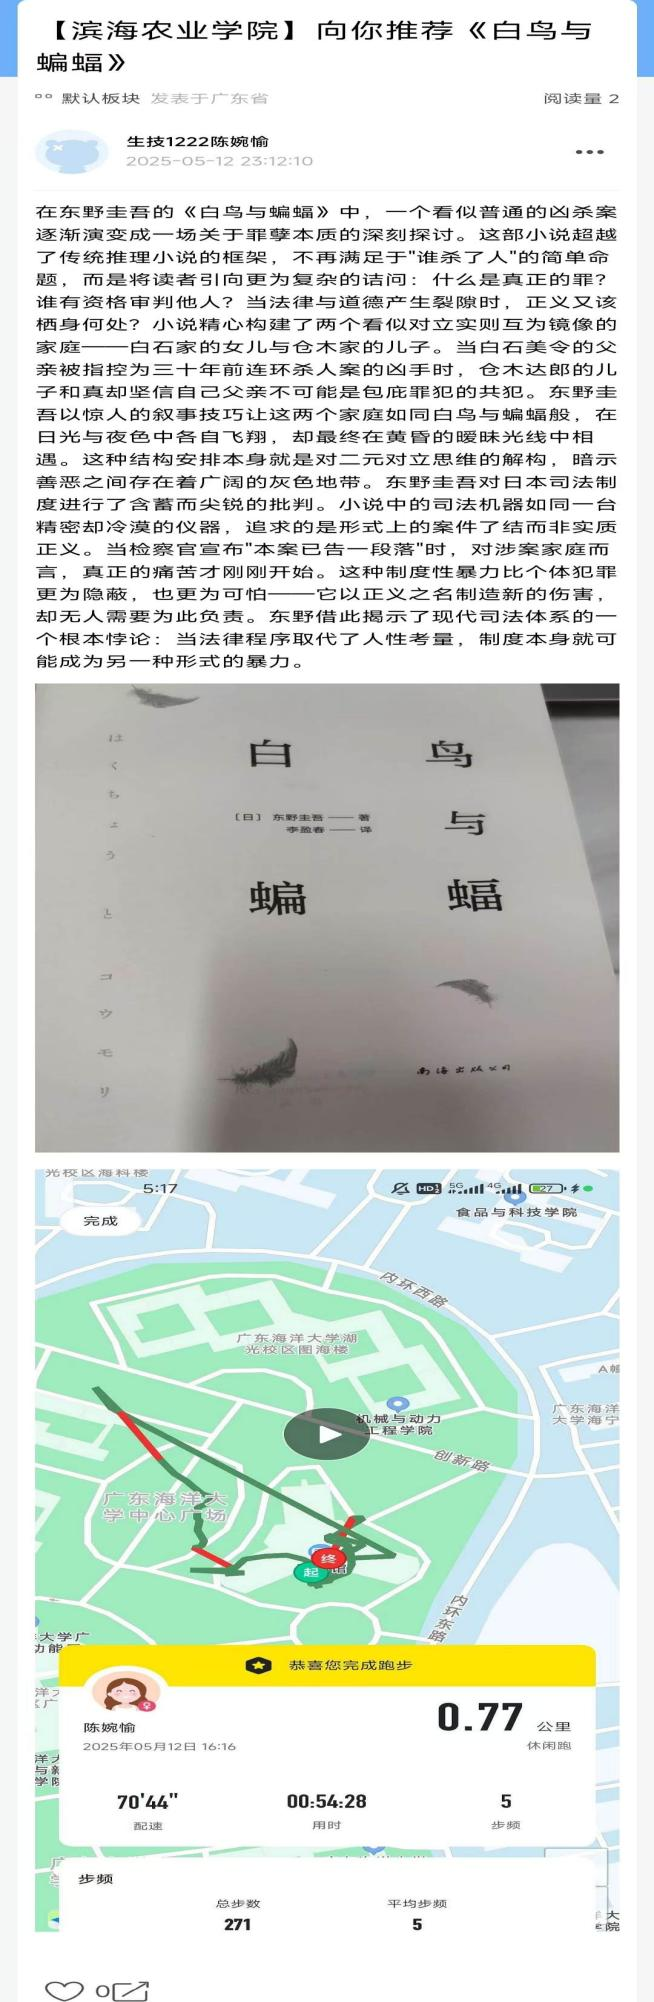 【滨海农业学院】向你推荐《白鸟与
蝙蝠》
默认板块 发表于广东省 阅读量 2
生技1222陈婉愉
2025-05-12 23:12:10
在东野圭吾的《白鸟与蝙蝠》中，一个看似普通的凶杀案
逐渐演变成一场关于罪孽本质的深刻探讨。这部小说超越
了传统推理小说的框架，不再满足于"谁杀了人"的简单命
题，而是将读者引向更为复杂的诘问：什么是真正的罪？
谁有资格审判他人？当法律与道德产生裂隙时，正义又该
栖身何处？小说精心构建了两个看似对立实则互为镜像的
家庭——白石家的女儿与仓木家的儿子。当白石美令的父
亲被指控为三十年前连环杀人案的凶手时，仓木达郎的儿
子和真却坚信自己父亲不可能是包庇罪犯的共犯。东野圭
吾以惊人的叙事技巧让这两个家庭如同白鸟与蝙蝠般，在
日光与夜色中各自飞翔，却最终在黄昏的暧昧光线中相
遇。这种结构安排本身就是对二元对立思维的解构，暗示
善恶之间存在着广阔的灰色地带。东野圭吾对日本司法制
度进行了含蓄而尖锐的批判。小说中的司法机器如同一台
精密却冷漠的仪器，追求的是形式上的案件了结而非实质
正义。当检察官宣布"本案已告一段落"时，对涉案家庭而
言，真正的痛苦才刚刚开始。这种制度性暴力比个体犯罪
更为隐蔽，也更为可怕——它以正义之名制造新的伤害，
却无人需要为此负责。东野借此揭示了现代司法体系的一
个根本悖论：当法律程序取代了人性考量，制度本身就可
能成为另一种形式的暴力。
はくちょうとコウモリ
白鸟
与
蝙蝠
[日] 东野圭吾 —— 著
李盈春 —— 译
南海出版公司
光校区海科楼
5:17 HD 5G 4G 27
完成
食品与科技学院
内环西路
广东海洋大学湖
光校区图海楼
机械与动力
工程学院
广东海洋
大学海宁
创新路
广东海洋大
学中心广场
终
起
馆
内环东路
大学广
恭喜您完成跑步
陈婉愉
2025年05月12日 16:16
0.77 公里
休闲跑
70'44" 00:54:28 5
配速 用时 步频
步频
总步数 平均步频
271 5
0